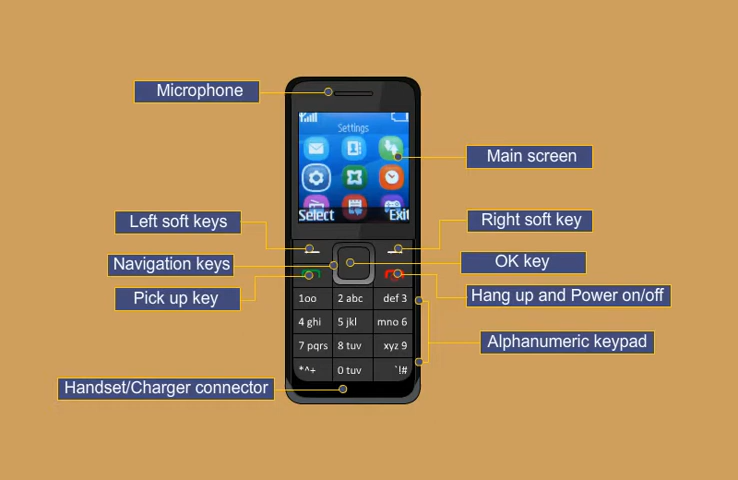 Microphone
Settings
Main screen
Select
Exit
Left soft keys
Right soft key
Navigation keys
OK key
Pick up key
Hang up and Power on/off
1oo
2 abc
def 3
4 ghi
5 jkl
mno 6
Alphanumeric keypad
7 pqrs
8 tuv
xyz 9
*^+
0 tuv
`!#
Handset/Charger connector